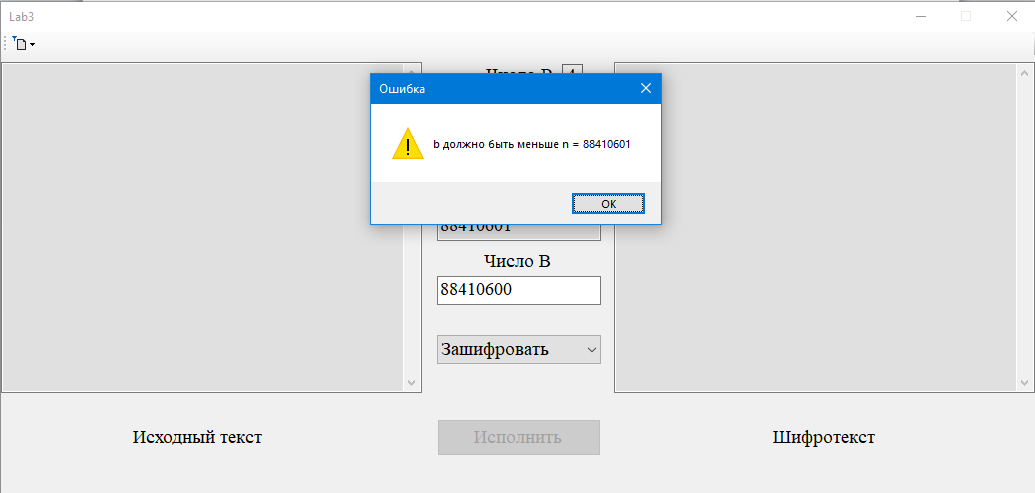 Lab3
Ошибка
b должно быть меньше n = 88410601
OK
88410601
Число B
88410600
Зашифровать
Исходный текст
Исполнить
Шифротекст